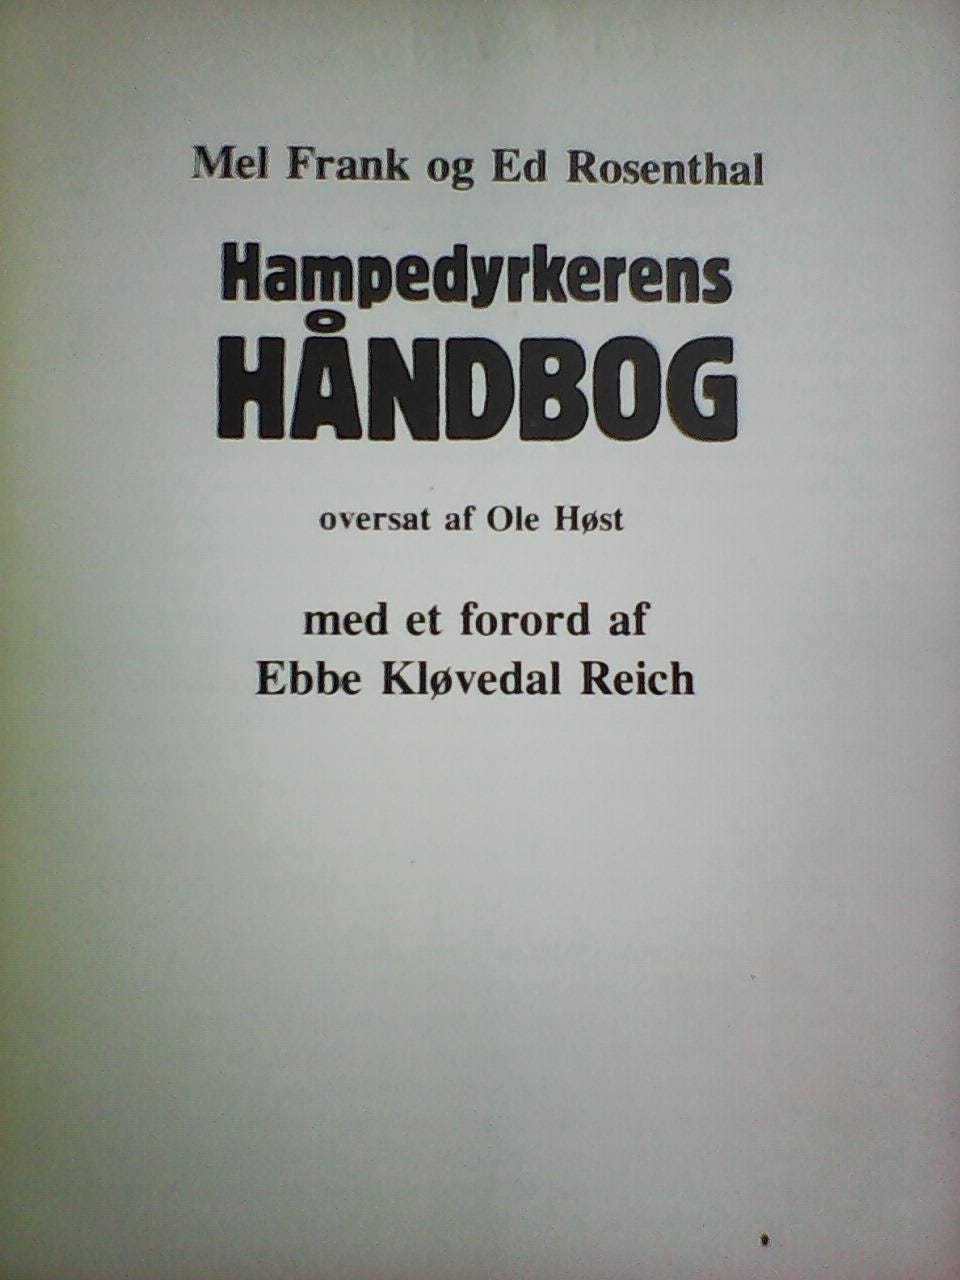 Mel Frank og Ed Rosenthal
Hampedyrkerens
HÅNDBOG
oversat af Ole Høst
med et forord af
Ebbe Kløvedal Reich